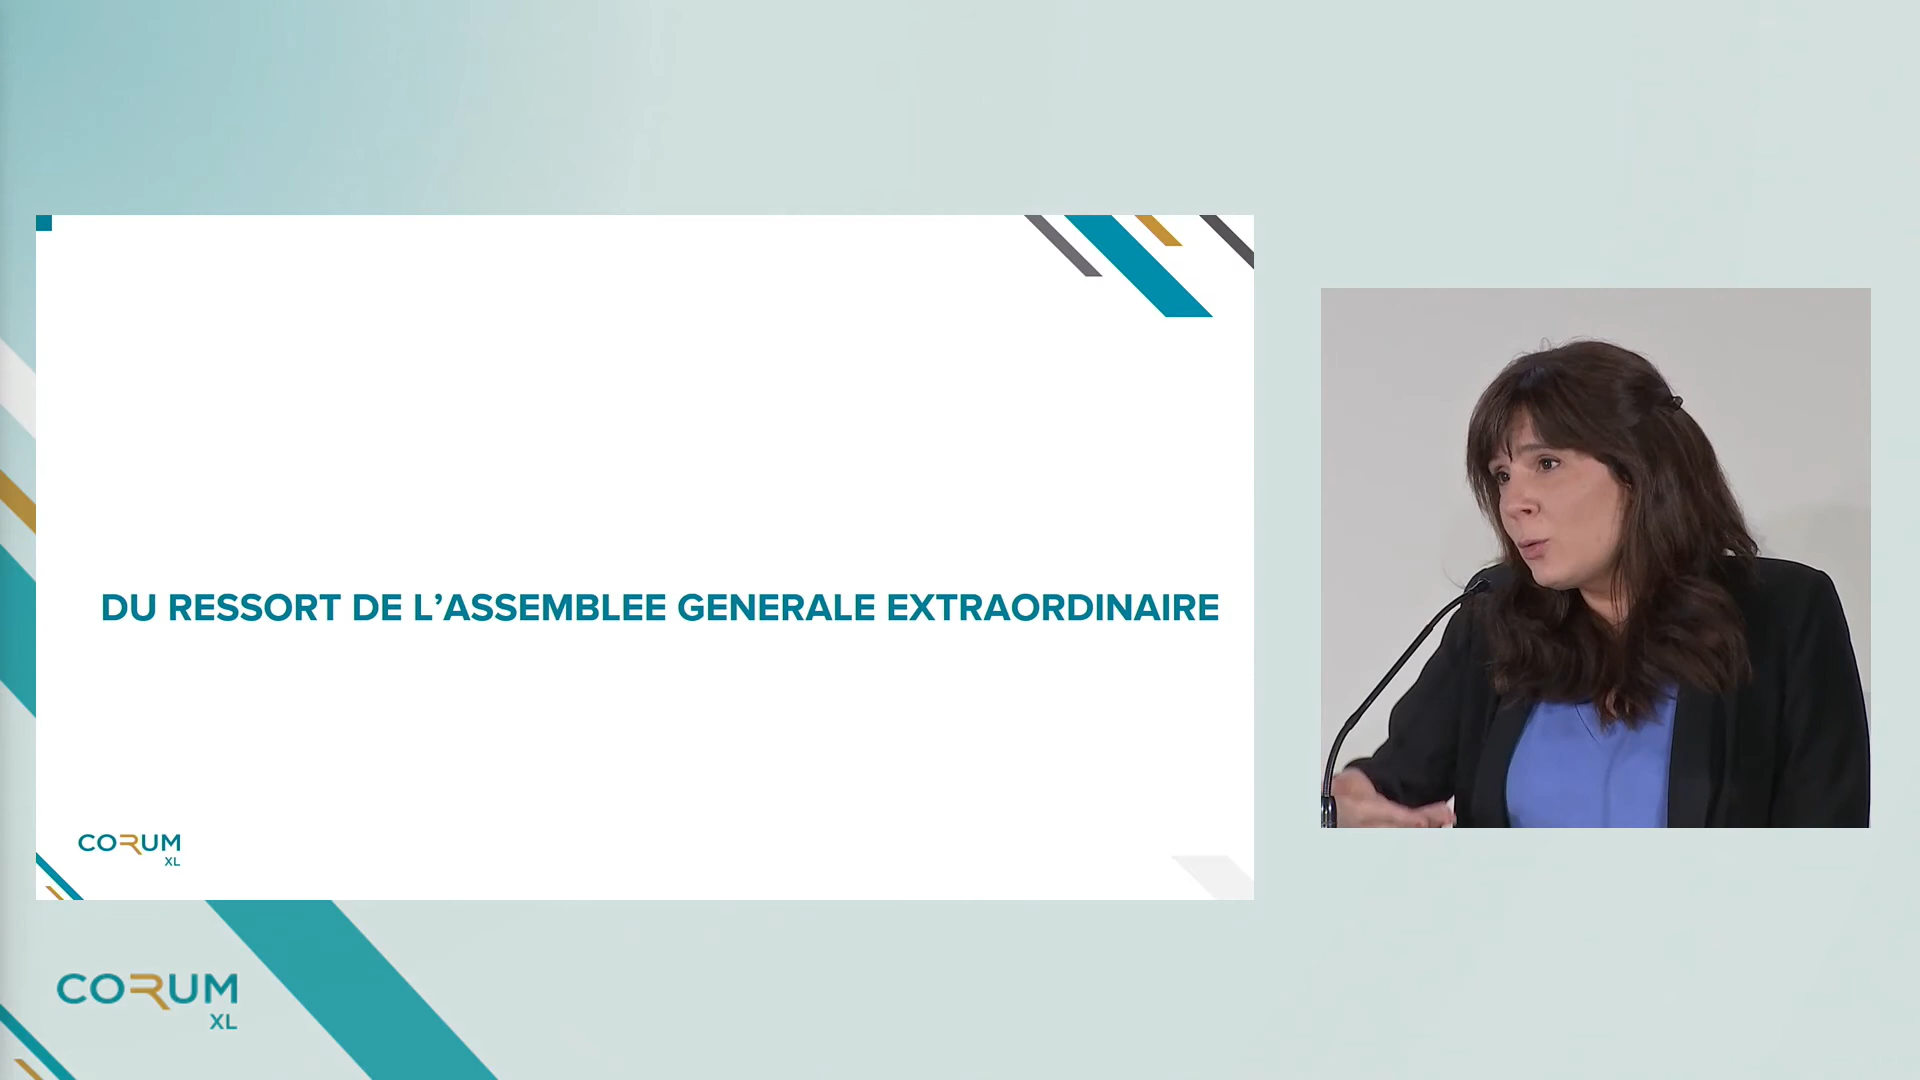 DU RESSORT DE L’ASSEMBLEE GENERALE EXTRAORDINAIRE
CORUM
XL
CORUM
XL